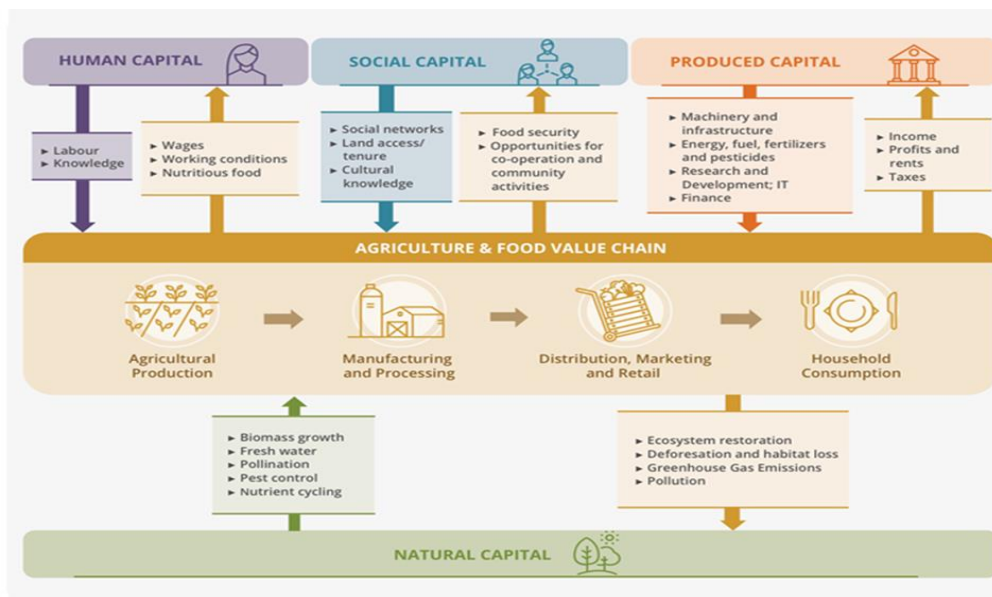 HUMAN CAPITAL
SOCIAL CAPITAL
PRODUCED CAPITAL
► Labour
► Knowledge
► Wages
► Working conditions
► Nutritious food
► Social networks
► Land access/
tenure
► Cultural
knowledge
► Food security
► Opportunities for
co-operation and
community
activities
► Machinery and
infrastructure
► Energy, fuel, fertilizers
and pesticides
► Research and
Development; IT
► Finance
► Income
► Profits and
rents
► Taxes
AGRICULTURE & FOOD VALUE CHAIN
Agricultural
Production
Manufacturing
and Processing
Distribution, Marketing
and Retail
Household
Consumption
► Biomass growth
► Fresh water
► Pollination
► Pest control
► Nutrient cycling
► Ecosystem restoration
► Deforesation and habitat loss
► Greenhouse Gas Emissions
► Pollution
NATURAL CAPITAL